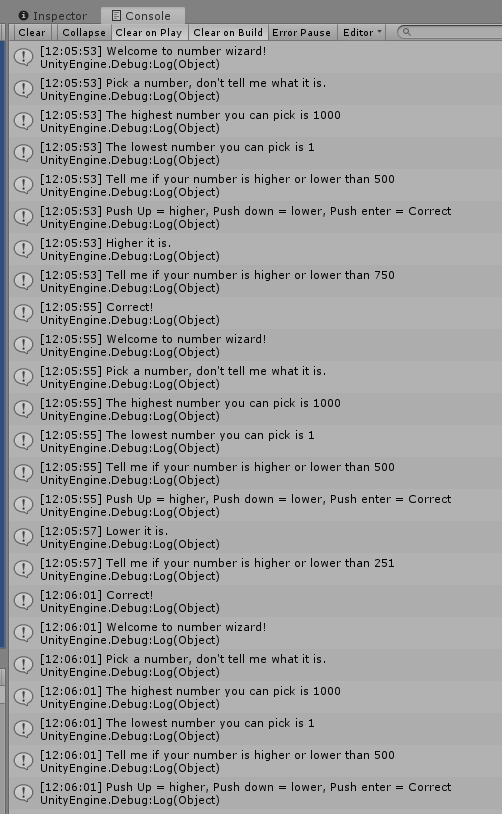 Inspector Console
Clear Collapse Clear on Play Clear on Build Error Pause Editor
[12:05:53] Welcome to number wizard!
UnityEngine.Debug:Log(Object)
[12:05:53] Pick a number, don't tell me what it is.
UnityEngine.Debug:Log(Object)
[12:05:53] The highest number you can pick is 1000
UnityEngine.Debug:Log(Object)
[12:05:53] The lowest number you can pick is 1
UnityEngine.Debug:Log(Object)
[12:05:53] Tell me if your number is higher or lower than 500
UnityEngine.Debug:Log(Object)
[12:05:53] Push Up = higher, Push down = lower, Push enter = Correct
UnityEngine.Debug:Log(Object)
[12:05:53] Higher it is.
UnityEngine.Debug:Log(Object)
[12:05:53] Tell me if your number is higher or lower than 750
UnityEngine.Debug:Log(Object)
[12:05:55] Correct!
UnityEngine.Debug:Log(Object)
[12:05:55] Welcome to number wizard!
UnityEngine.Debug:Log(Object)
[12:05:55] Pick a number, don't tell me what it is.
UnityEngine.Debug:Log(Object)
[12:05:55] The highest number you can pick is 1000
UnityEngine.Debug:Log(Object)
[12:05:55] The lowest number you can pick is 1
UnityEngine.Debug:Log(Object)
[12:05:55] Tell me if your number is higher or lower than 500
UnityEngine.Debug:Log(Object)
[12:05:55] Push Up = higher, Push down = lower, Push enter = Correct
UnityEngine.Debug:Log(Object)
[12:05:57] Lower it is.
UnityEngine.Debug:Log(Object)
[12:05:57] Tell me if your number is higher or lower than 251
UnityEngine.Debug:Log(Object)
[12:06:01] Correct!
UnityEngine.Debug:Log(Object)
[12:06:01] Welcome to number wizard!
UnityEngine.Debug:Log(Object)
[12:06:01] Pick a number, don't tell me what it is.
UnityEngine.Debug:Log(Object)
[12:06:01] The highest number you can pick is 1000
UnityEngine.Debug:Log(Object)
[12:06:01] The lowest number you can pick is 1
UnityEngine.Debug:Log(Object)
[12:06:01] Tell me if your number is higher or lower than 500
UnityEngine.Debug:Log(Object)
[12:06:01] Push Up = higher, Push down = lower, Push enter = Correct
UnityEngine.Debug:Log(Object)